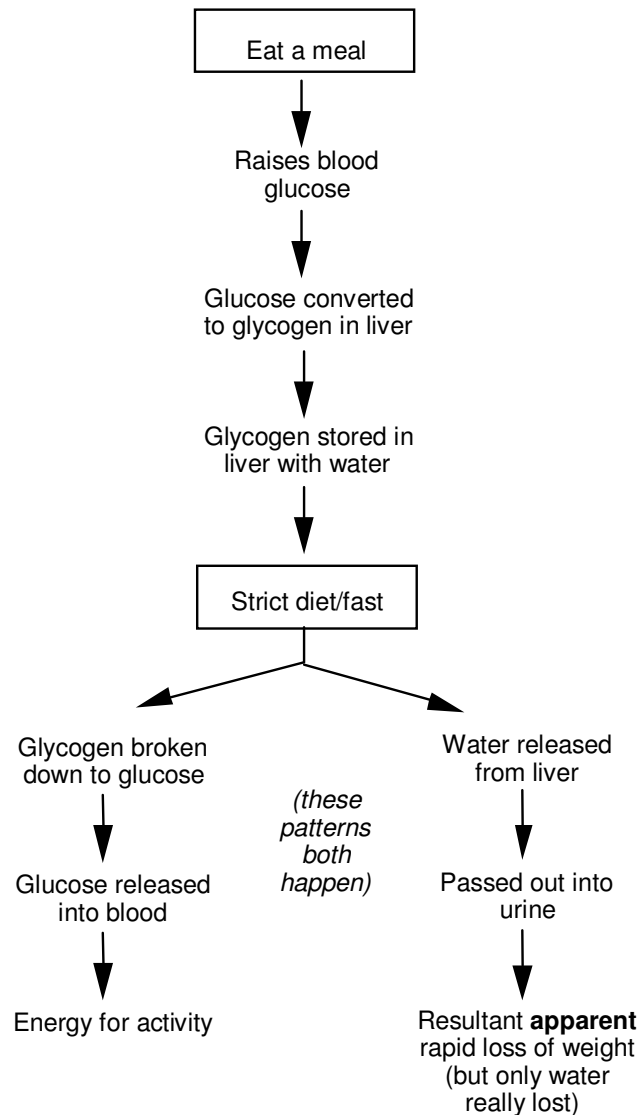 Eat a meal
Raises blood
glucose
Glucose converted
to glycogen in liver
Glycogen stored in
liver with water
Strict diet/fast
Glycogen broken
down to glucose
Glucose released
into blood
Energy for activity
(these
patterns
both
happen)
Water released
from liver
Passed out into
urine
Resultant apparent
rapid loss of weight
(but only water
really lost)